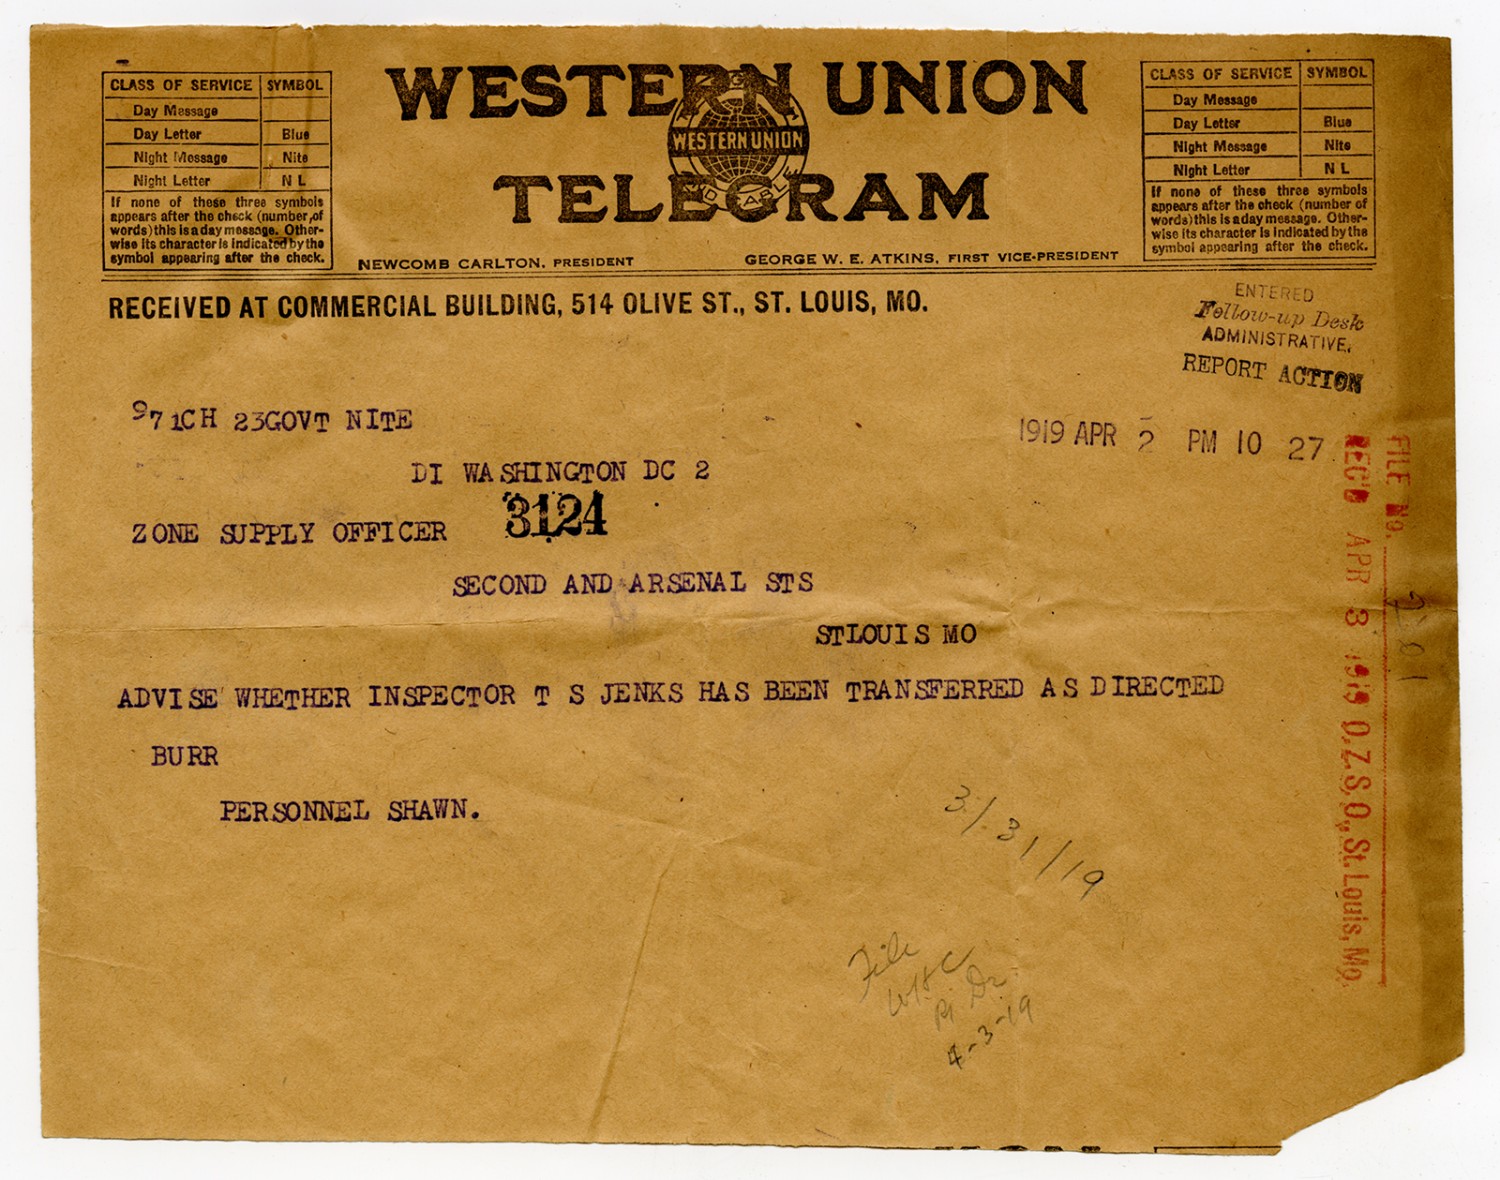 CLASS OF SERVICE SYMBOL
Day Message
Day Letter Blue
Night Message Nite
Night Letter N L
If none of these three symbols
appears after the check (number of
words) this is a day message. Other-
wise its character is indicated by the
symbol appearing after the check.
WESTERN UNION
WESTERN UNION
TELEGRAM
NEWCOMB CARLTON, PRESIDENT
GEORGE W. E. ATKINS, FIRST VICE-PRESIDENT
CLASS OF SERVICE SYMBOL
Day Message
Day Letter Blue
Night Message Nite
Night Letter N L
If none of these three symbols
appears after the check (number of
words) this is a day message. Other-
wise its character is indicated by the
symbol appearing after the check.
RECEIVED AT COMMERCIAL BUILDING, 514 OLIVE ST., ST. LOUIS, MO.
ENTERED
Follow-up Desk
ADMINISTRATIVE,
REPORT ACTION
971CH 23GOVT NITE
1919 APR 2 PM 10 27
DI WASHINGTON DC 2
3124
ZONE SUPPLY OFFICER
SECOND AND ARSENAL STS
STLOUIS MO
ADVISE WHETHER INSPECTOR T S JENKS HAS BEEN TRANSFERRED AS DIRECTED
BURR
PERSONNEL SHAWN.
3/31/19
File
4-3-19
FILE No. 201
REC'D APR 3 1919 O.Z.S.O., St. Louis, Mo.